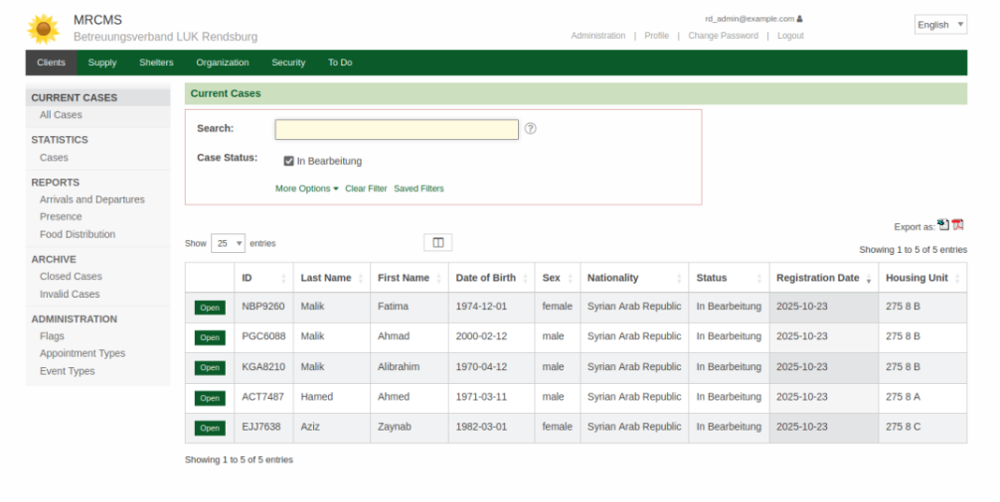 MRCMS
Betreuungsverband LUK Rendsburg
rd_admin@example.com
Administration | Profile | Change Password | Logout
English
Clients Supply Shelters Organization Security To Do
CURRENT CASES
All Cases
STATISTICS
Cases
REPORTS
Arrivals and Departures
Presence
Food Distribution
ARCHIVE
Closed Cases
Invalid Cases
ADMINISTRATION
Flags
Appointment Types
Event Types
Current Cases
Search: ?
Case Status: In Bearbeitung
More Options Clear Filter Saved Filters
Export as:
Show 25 entries
Showing 1 to 5 of 5 entries
ID Last Name First Name Date of Birth Sex Nationality Status Registration Date Housing Unit
Open NBP9260 Malik Fatima 1974-12-01 female Syrian Arab Republic In Bearbeitung 2025-10-23 275 8 B
Open PGC6088 Malik Ahmad 2000-02-12 male Syrian Arab Republic In Bearbeitung 2025-10-23 275 8 B
Open KGA8210 Malik Alibrahim 1970-04-12 male Syrian Arab Republic In Bearbeitung 2025-10-23 275 8 B
Open ACT7487 Hamed Ahmed 1971-03-11 male Syrian Arab Republic In Bearbeitung 2025-10-23 275 8 A
Open EJJ7638 Aziz Zaynab 1982-03-01 female Syrian Arab Republic In Bearbeitung 2025-10-23 275 8 C
Showing 1 to 5 of 5 entries